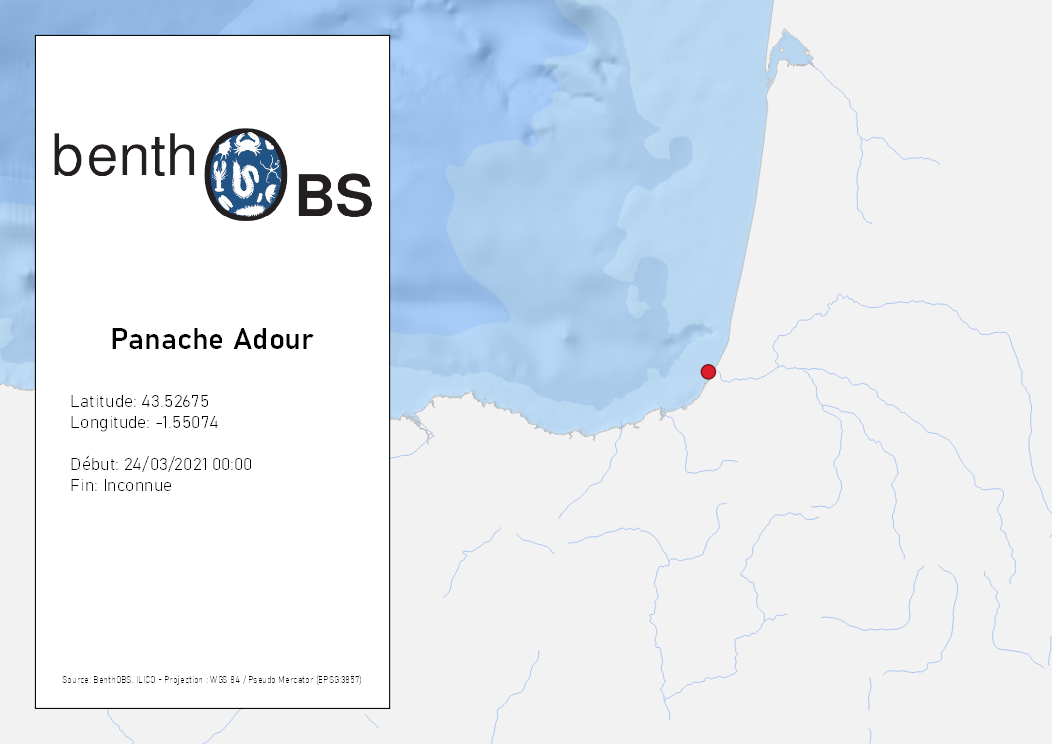 benthOBS
Panache Adour
Latitude: 43.52675
Longitude: -1.55074
Début: 24/03/2021 00:00
Fin: Inconnue
Source: BenthOBS, ILICO - Projection : WGS 84 / Pseudo Mercator (EPSG:3857)